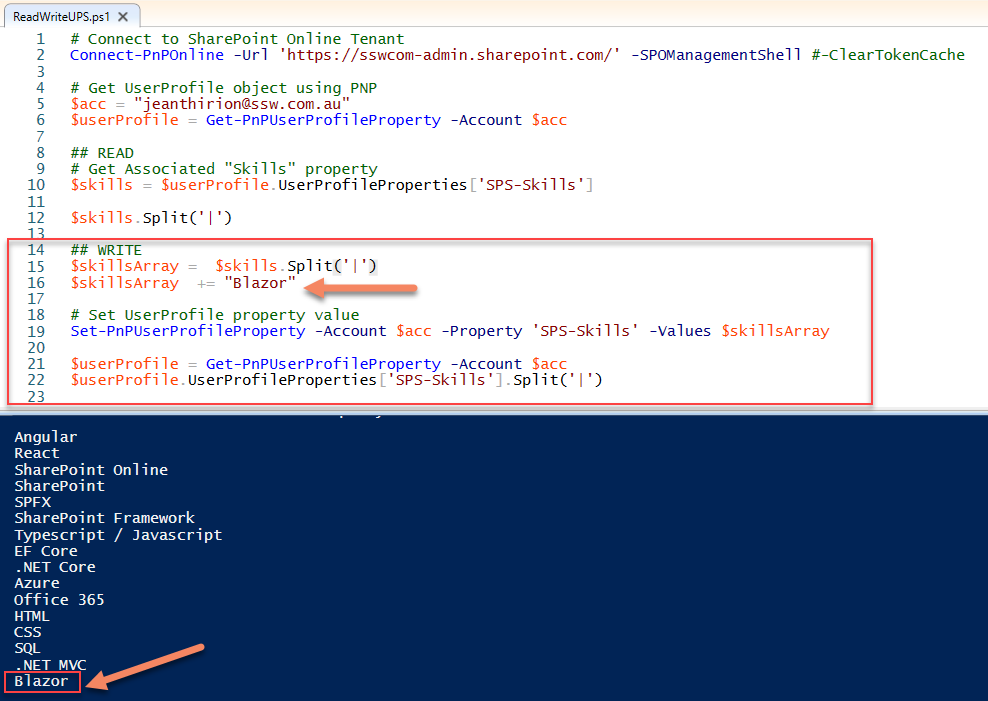 ReadWriteUPS.ps1 ✕
1 # Connect to SharePoint Online Tenant
2 Connect-PnPOnline -Url 'https://sswcom-admin.sharepoint.com/' -SPOManagementShell #-ClearTokenCache
3
4 # Get UserProfile object using PNP
5 $acc = "jeanthirion@ssw.com.au"
6 $userProfile = Get-PnPUserProfileProperty -Account $acc
7
8 ## READ
9 # Get Associated "Skills" property
10 $skills = $userProfile.UserProfileProperties['SPS-Skills']
11
12 $skills.Split('|')
13
14 ## WRITE
15 $skillsArray =  $skills.Split('|')
16 $skillsArray  += "Blazor"
17
18 # Set UserProfile property value
19 Set-PnPUserProfileProperty -Account $acc -Property 'SPS-Skills' -Values $skillsArray
20
21 $userProfile = Get-PnPUserProfileProperty -Account $acc
22 $userProfile.UserProfileProperties['SPS-Skills'].Split('|')
23
Angular
React
SharePoint Online
SharePoint
SPFX
SharePoint Framework
Typescript / Javascript
EF Core
.NET Core
Azure
Office 365
HTML
CSS
SQL
.NET MVC
Blazor